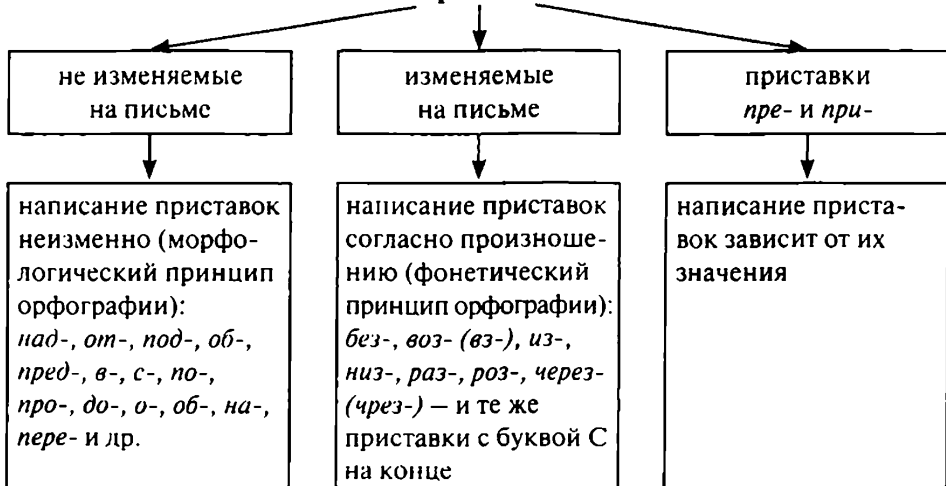 не изменяемые
на письме
изменяемые
на письме
приставки
пре- и при-
написание приставок
неизменно (морфо-
логический принцип
орфографии):
над-, от-, под-, об-,
пред-, в-, с-, по-,
про-, до-, о-, об-, на-,
пере- и др.
написание приставок
согласно произноше-
нию (фонетический
принцип орфографии):
без-, воз- (вз-), из-,
низ-, раз-, роз-, через-
(чрез-) — и те же
приставки с буквой С
на конце
написание приста-
вок зависит от их
значения